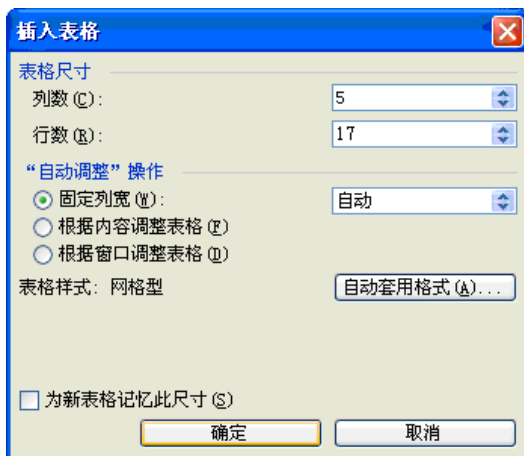 插入表格
表格尺寸
列数(C): 5
行数(R): 17
“自动调整”操作
固定列宽(W): 自动
根据内容调整表格(F)
根据窗口调整表格(D)
表格样式: 网格型 自动套用格式(A)...
为新表格记忆此尺寸(S)
确定 取消